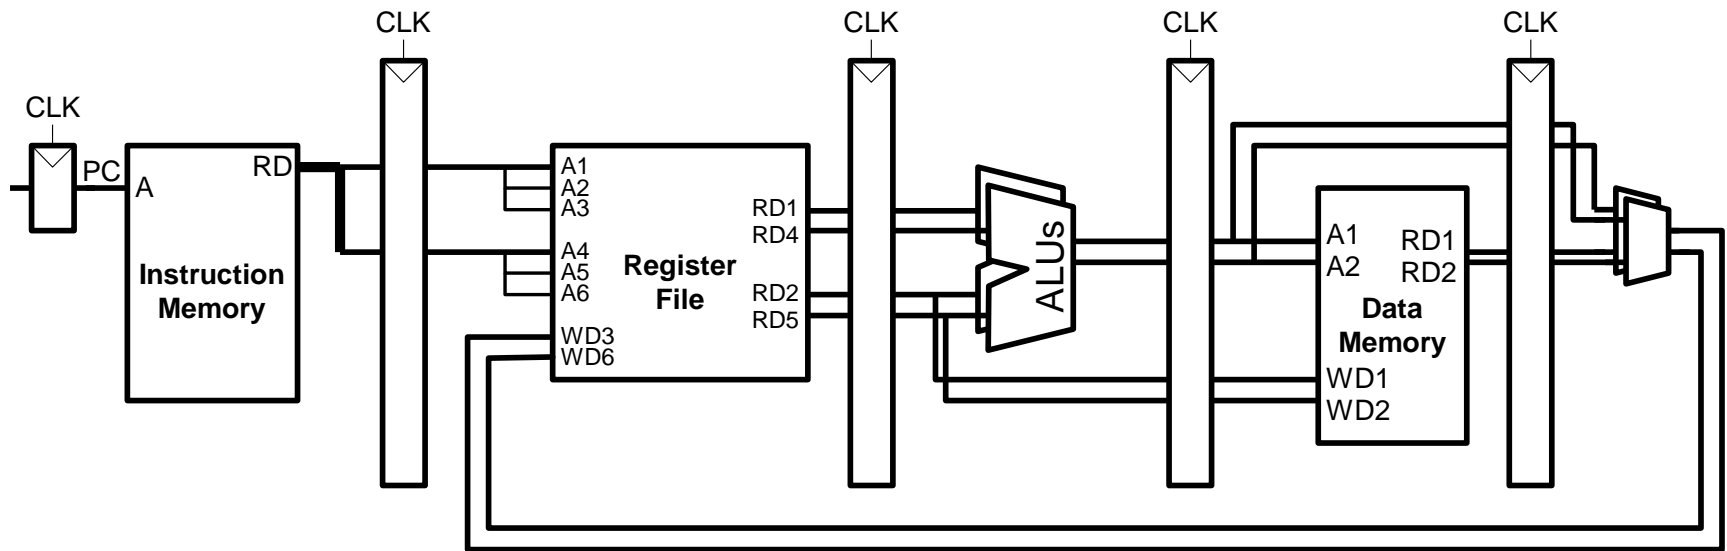 CLK
CLK
CLK
CLK
CLK
PC
A
RD
Instruction
Memory
A1
A2
A3
A4
A5
A6
WD3
WD6
Register
File
RD1
RD4
RD2
RD5
ALUs
A1
A2
RD1
RD2
Data
Memory
WD1
WD2